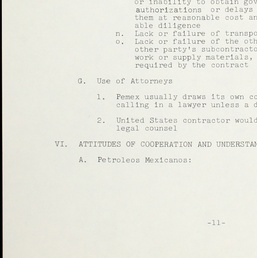 or inability to obtain gov
authorizations or delays
them at reasonable cost an
able diligence
n. Lack or failure of transpo
o. Lack or failure of the oth
other party's subcontracto
work or supply materials,
required by the contract
G. Use of Attorneys
1. Pemex usually draws its own co
calling in a lawyer unless a d
2. United States contractor would
legal counsel
VI. ATTITUDES OF COOPERATION AND UNDERSTAN
A. Petroleos Mexicanos:
-11-